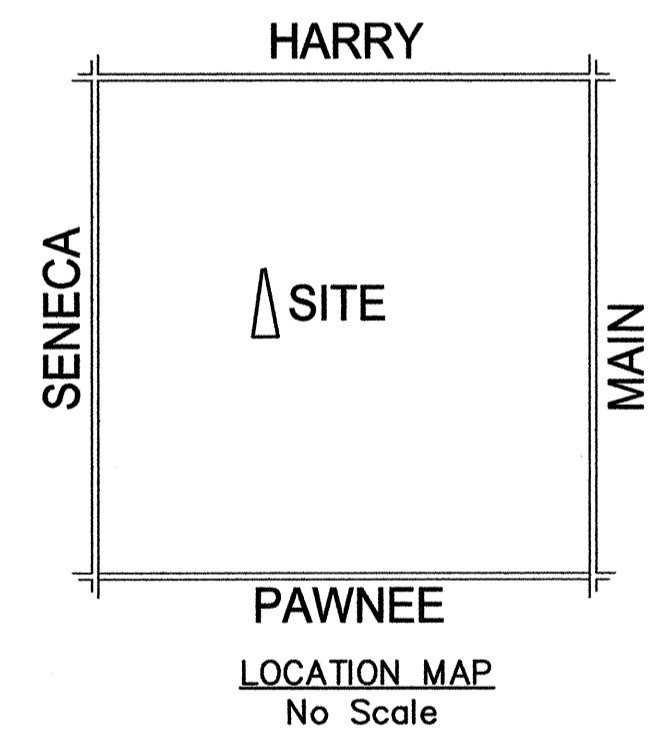 HARRY
SENECA
SITE
MAIN
PAWNEE
LOCATION MAP
No Scale